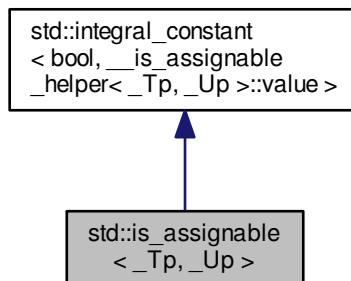 std::integral_constant
< bool, __is_assignable
_helper< _Tp, _Up >::value >
std::is_assignable
< _Tp, _Up >